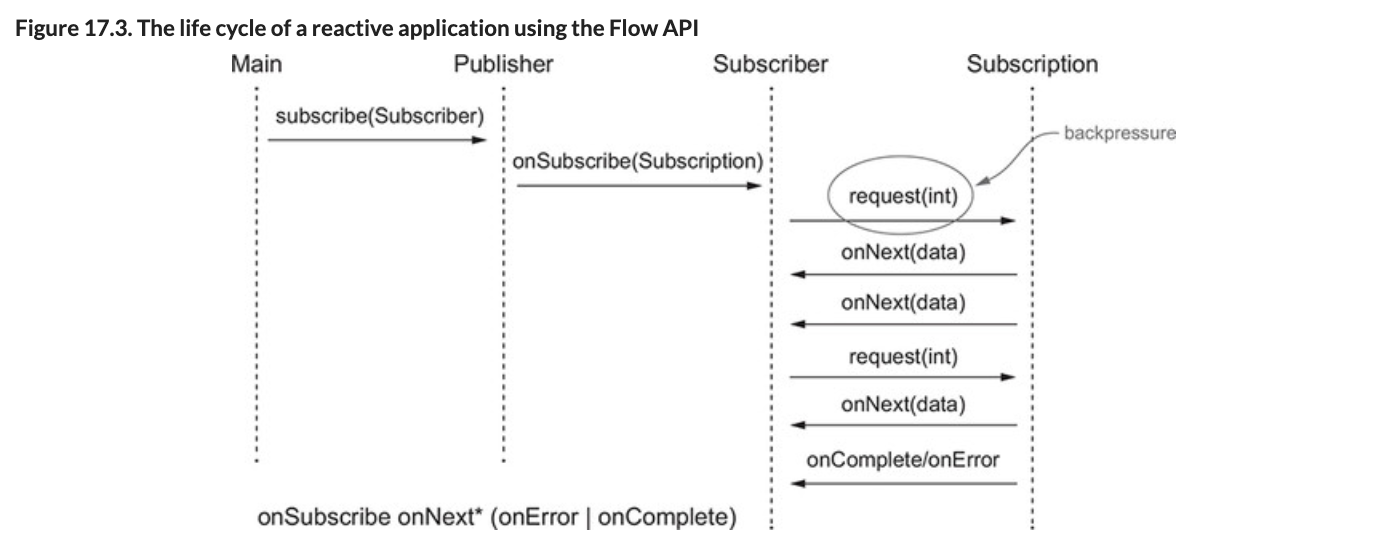 Figure 17.3. The life cycle of a reactive application using the Flow API
Main Publisher Subscriber Subscription
subscribe(Subscriber)
backpressure
onSubscribe(Subscription)
request(int)
onNext(data)
onNext(data)
request(int)
onNext(data)
onComplete/onError
onSubscribe onNext* (onError | onComplete)